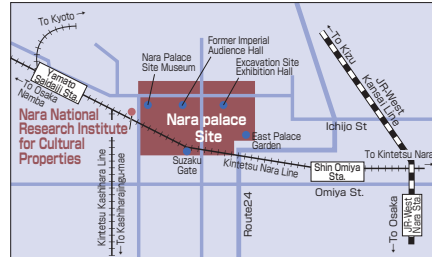 To Kyoto
Former Imperial
Audience Hall
Nara Palace
Site Museum
Excavation Site
Exhibition Hall
To Kizu
JR-West
Kansai Line
Yamato
Saidaiji Sta.
To Osaka
Namba
Nara National
Research Institute
for Cultural
Properties
Nara palace
Site
Ichijo St
East Palace
Garden
To Kintetsu Nara
Suzaku
Gate
Kintetsu Nara Line
Shin Omiya
Sta.
Omiya St.
Kintetsu Kashihara Line
To Kashiharajingu-mae
Route24
To Osaka
JR-West
Nara Sta.